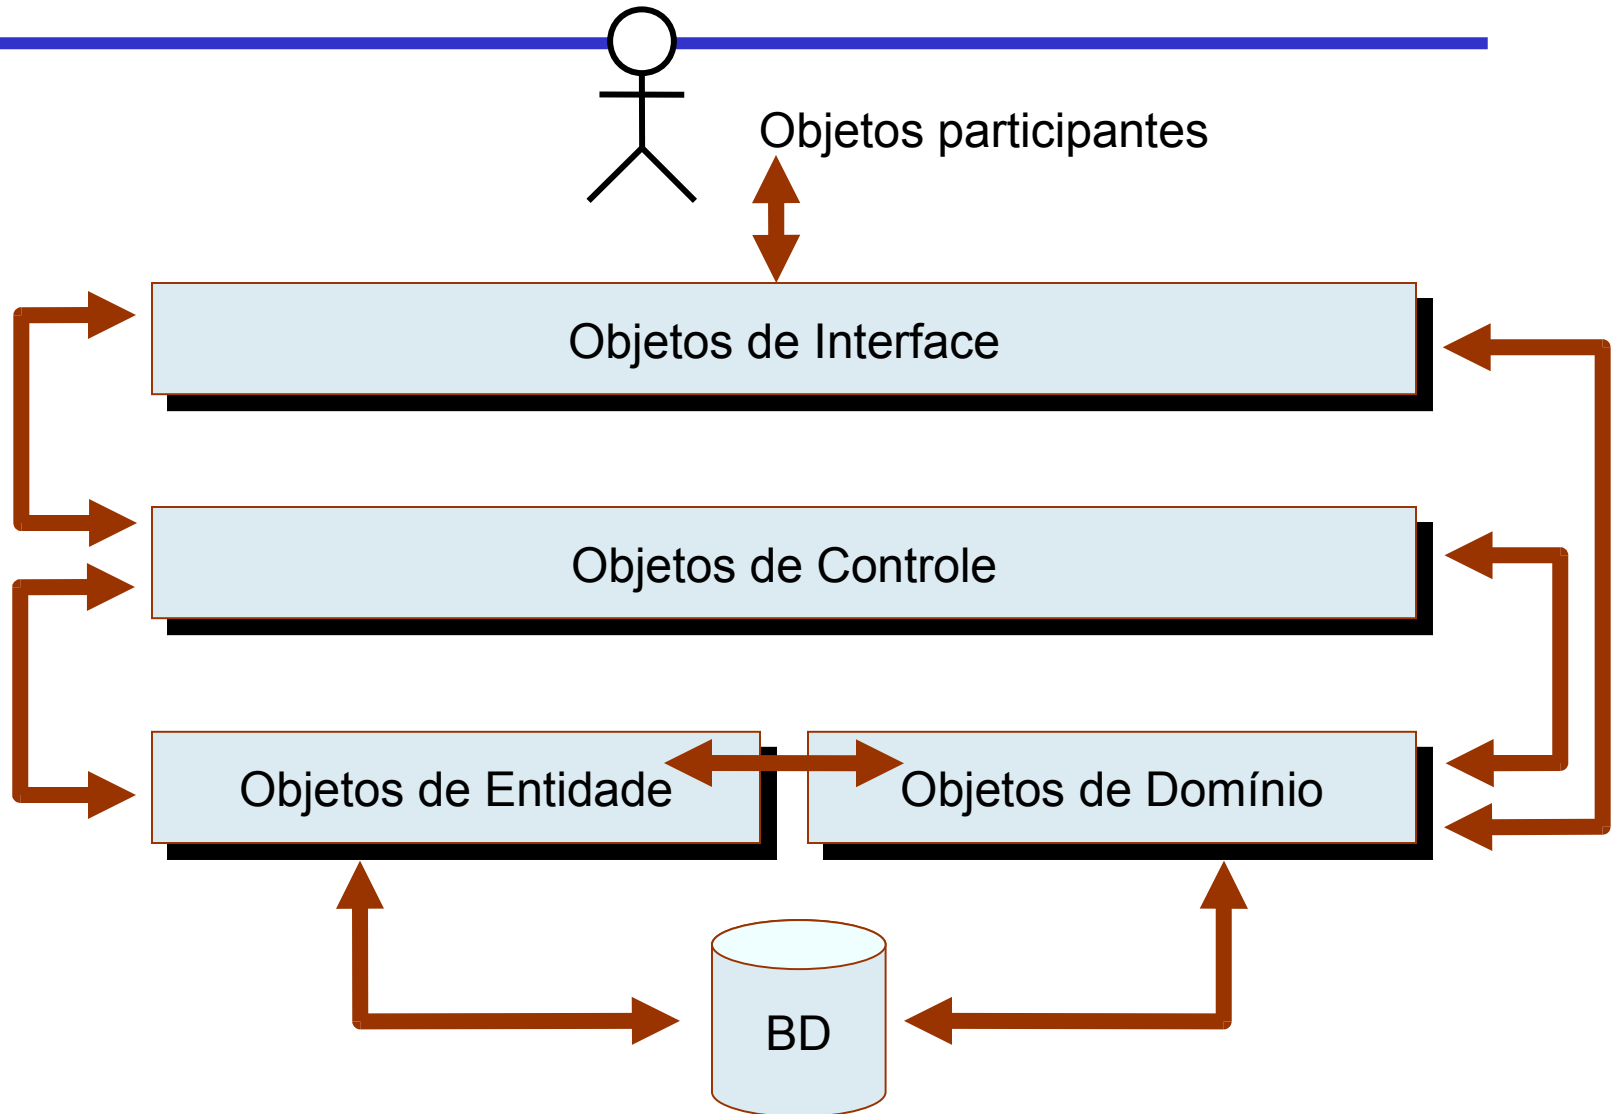 Objetos participantes
Objetos de Interface
Objetos de Controle
Objetos de Entidade
Objetos de Domínio
BD